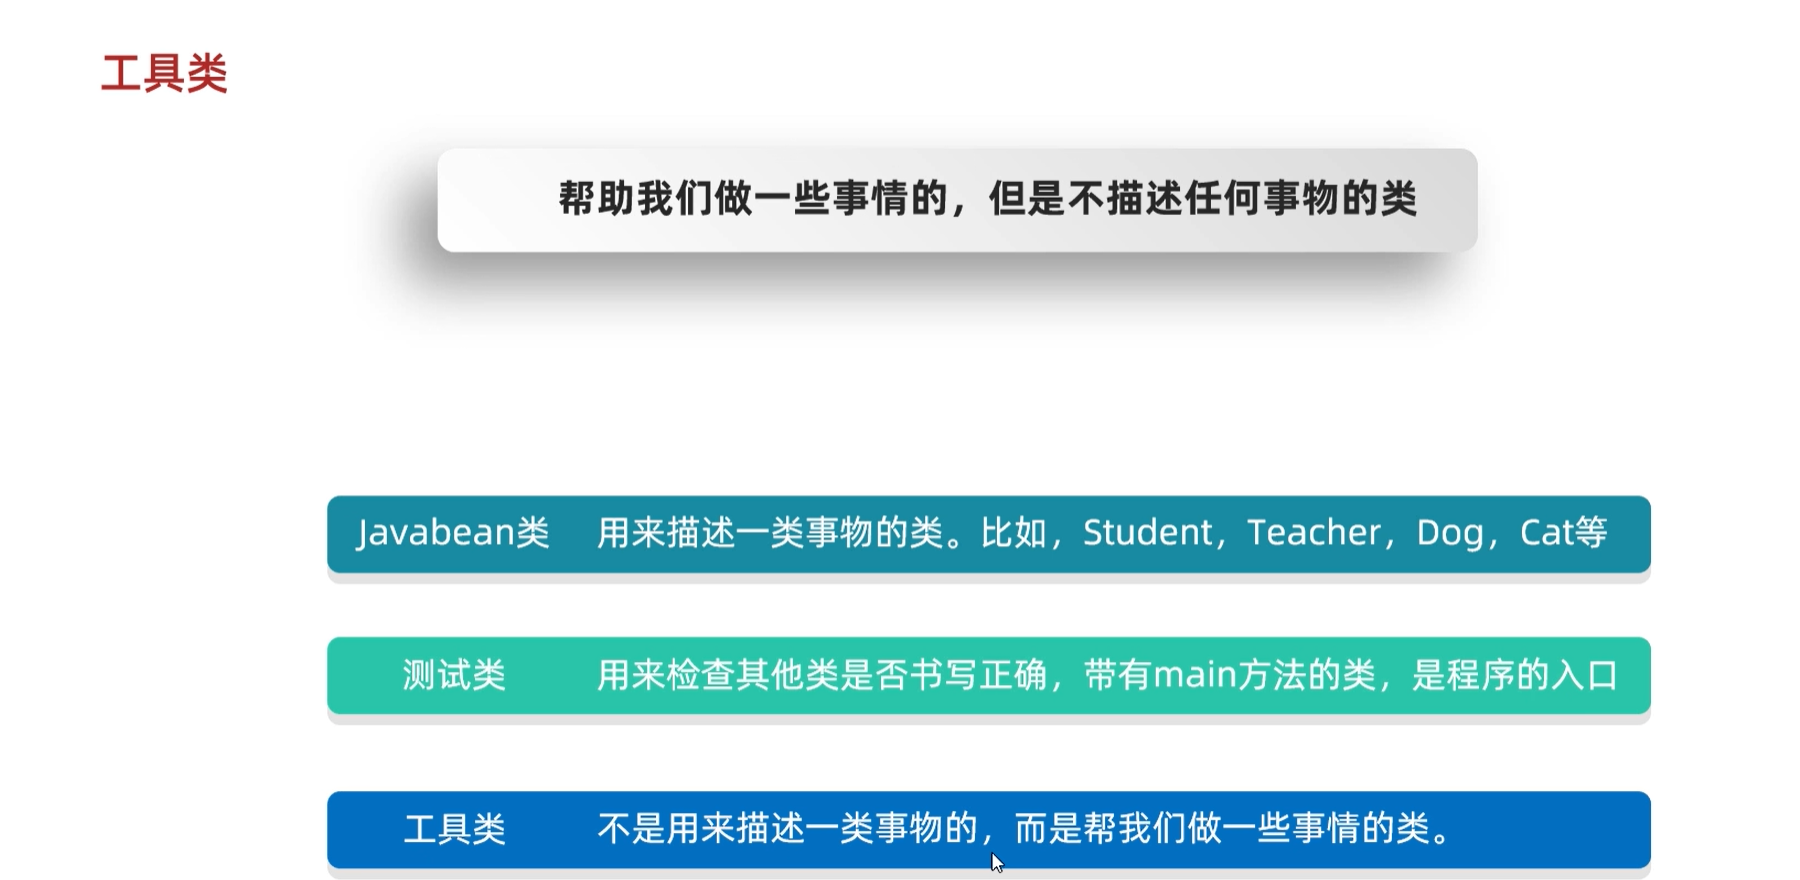 工具类
帮助我们做一些事情的，但是不描述任何事物的类
Javabean类 用来描述一类事物的类。比如，Student，Teacher，Dog，Cat等
测试类 用来检查其他类是否书写正确，带有main方法的类，是程序的入口
工具类 不是用来描述一类事物的，而是帮我们做一些事情的类。